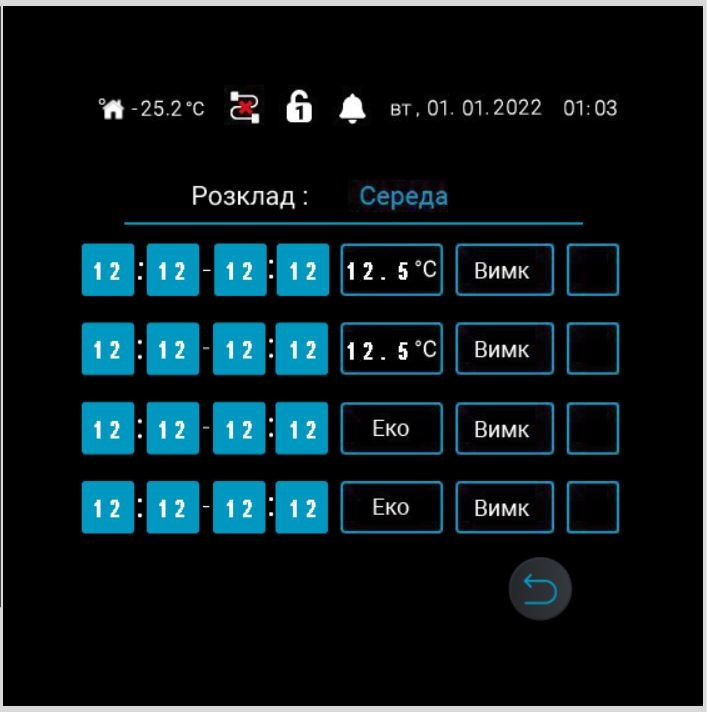 -25.2°C 1 вт, 01. 01. 2022 01:03
Розклад : Середа
12 : 12 - 12 : 12 12.5°C Вимк
12 : 12 - 12 : 12 12.5°C Вимк
12 : 12 - 12 : 12 Еко Вимк
12 : 12 - 12 : 12 Еко Вимк